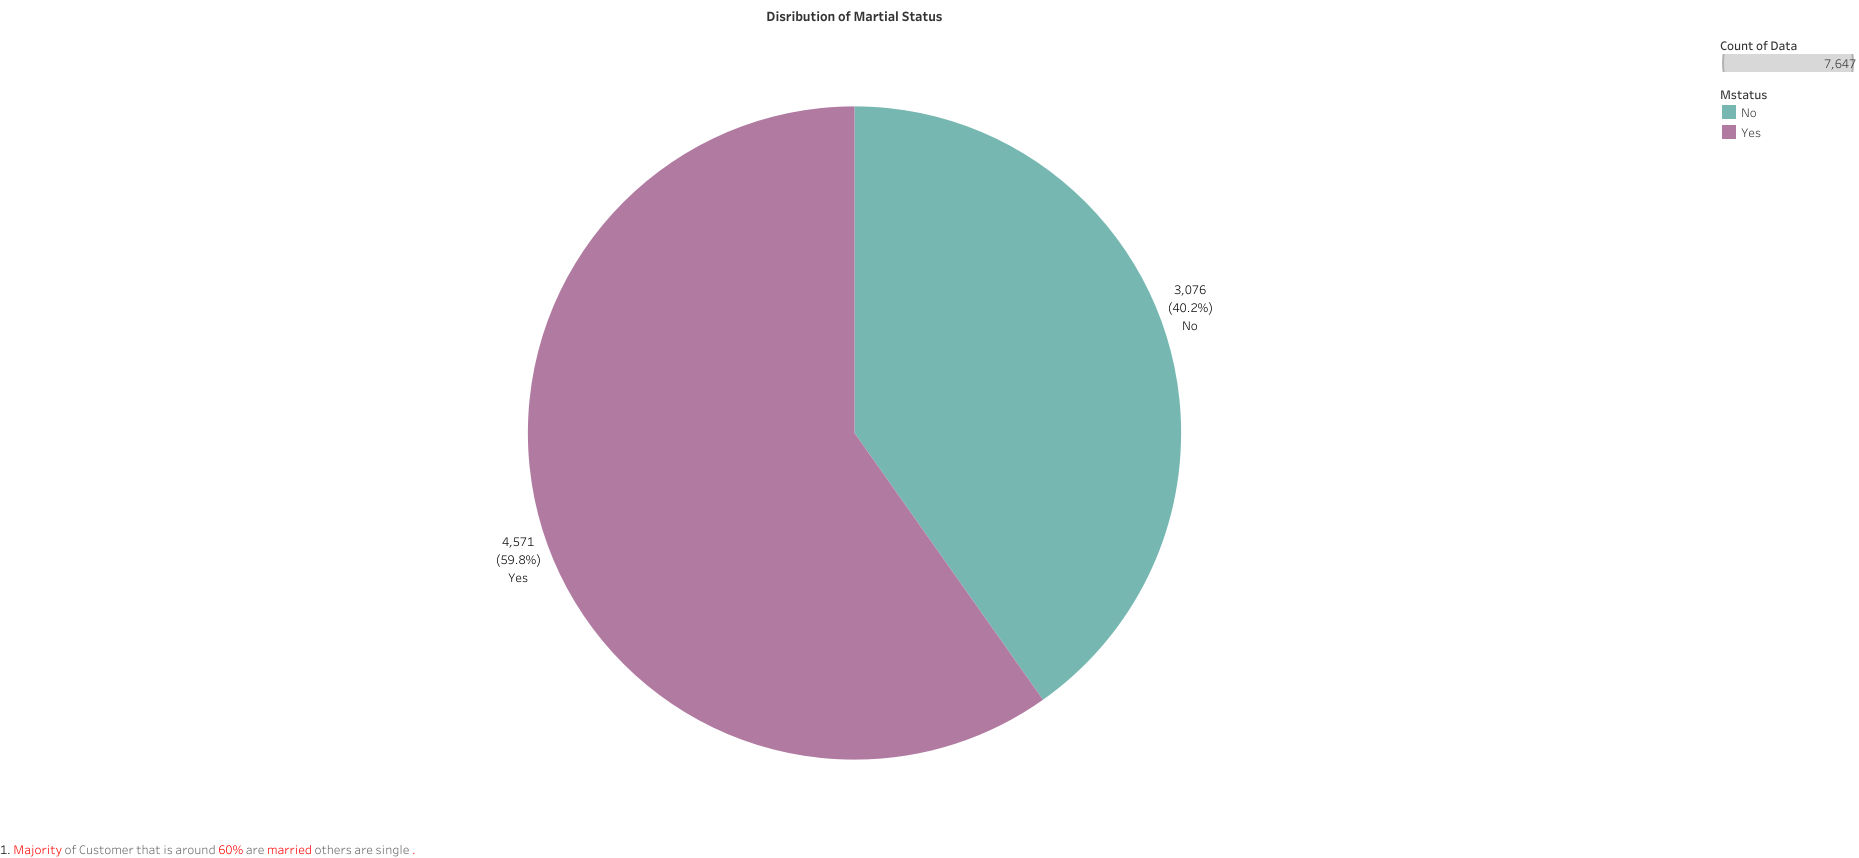 Disribution of Martial Status
Count of Data
7,647
Mstatus
No
Yes
3,076
(40.2%)
No
4,571
(59.8%)
Yes
1. Majority of Customer that is around 60% are married others are single .